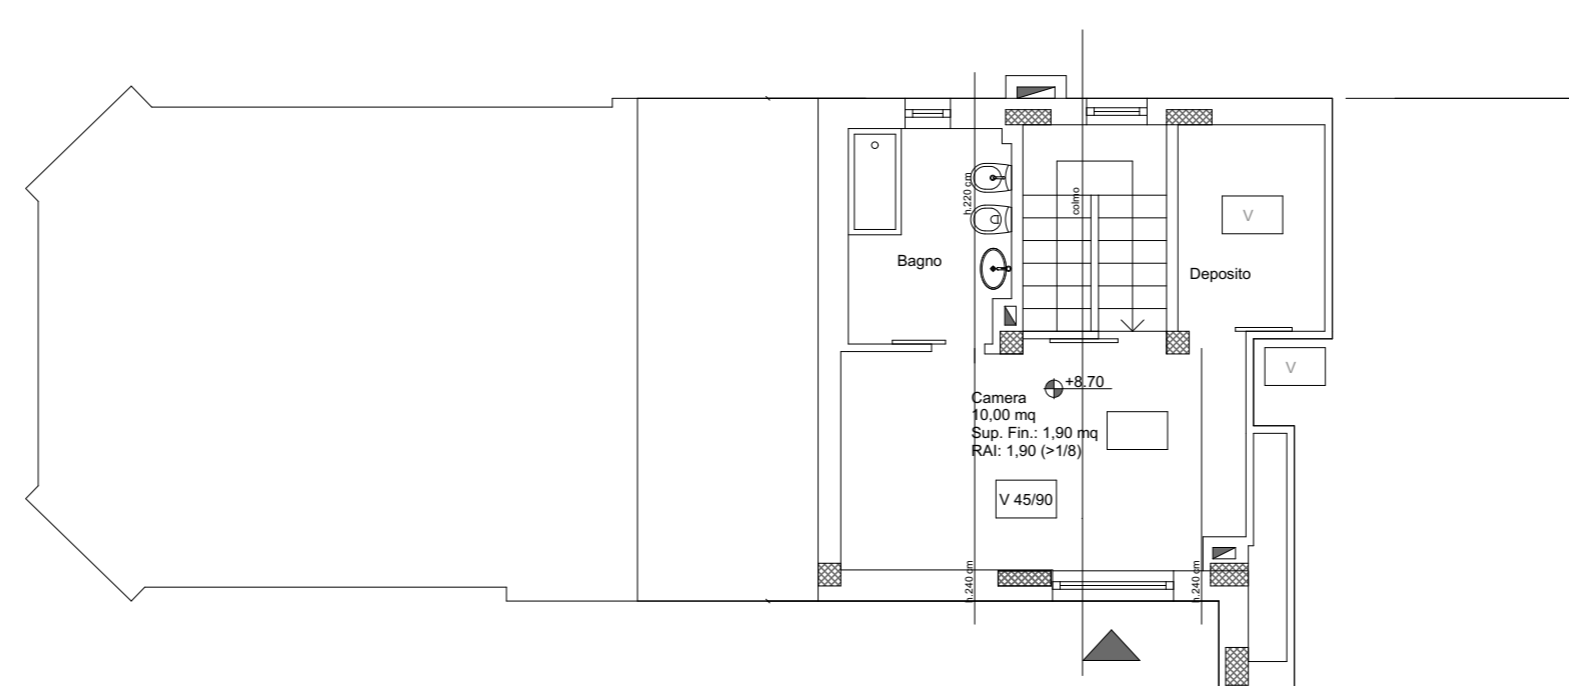 h.220 cm
colmo
V
Bagno
Deposito
V
+8.70
Camera
10,00 mq
Sup. Fin.: 1,90 mq
RAI: 1,90 (>1/8)
V 45/90
h.240 cm
h.240 cm